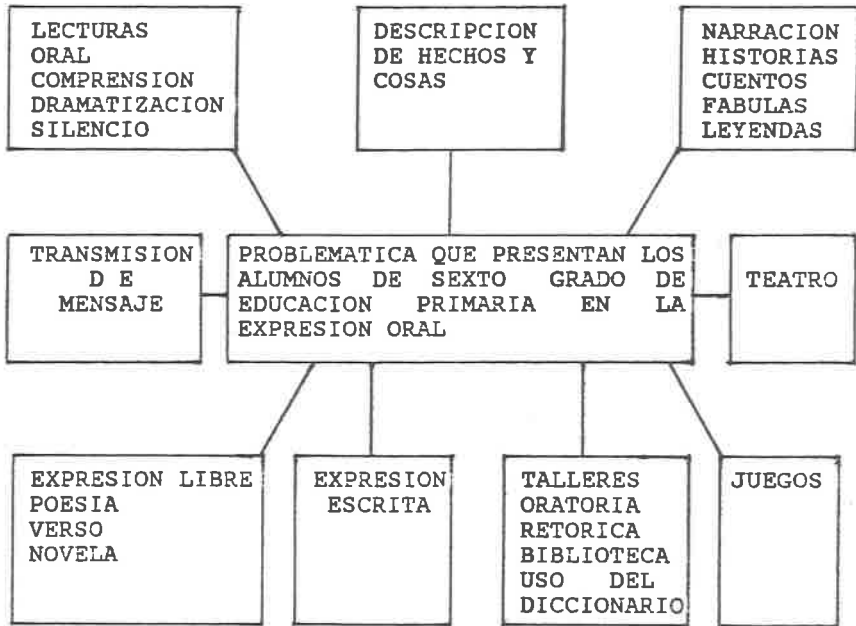 LECTURAS
ORAL
COMPRENSION
DRAMATIZACION
SILENCIO
DESCRIPCION
DE HECHOS Y
COSAS
NARRACION
HISTORIAS
CUENTOS
FABULAS
LEYENDAS
TRANSMISION
D E
MENSAJE
PROBLEMATICA QUE PRESENTAN LOS
ALUMNOS DE SEXTO GRADO DE
EDUCACION PRIMARIA EN LA
EXPRESION ORAL
TEATRO
EXPRESION LIBRE
POESIA
VERSO
NOVELA
EXPRESION
ESCRITA
TALLERES
ORATORIA
RETORICA
BIBLIOTECA
USO DEL
DICCIONARIO
JUEGOS